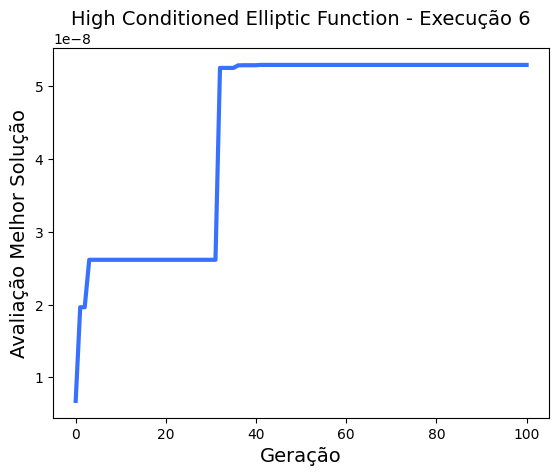 High Conditioned Elliptic Function - Execução 6
1e−8
Avaliação Melhor Solução
5
4
3
2
1
0
20
40
60
80
100
Geração